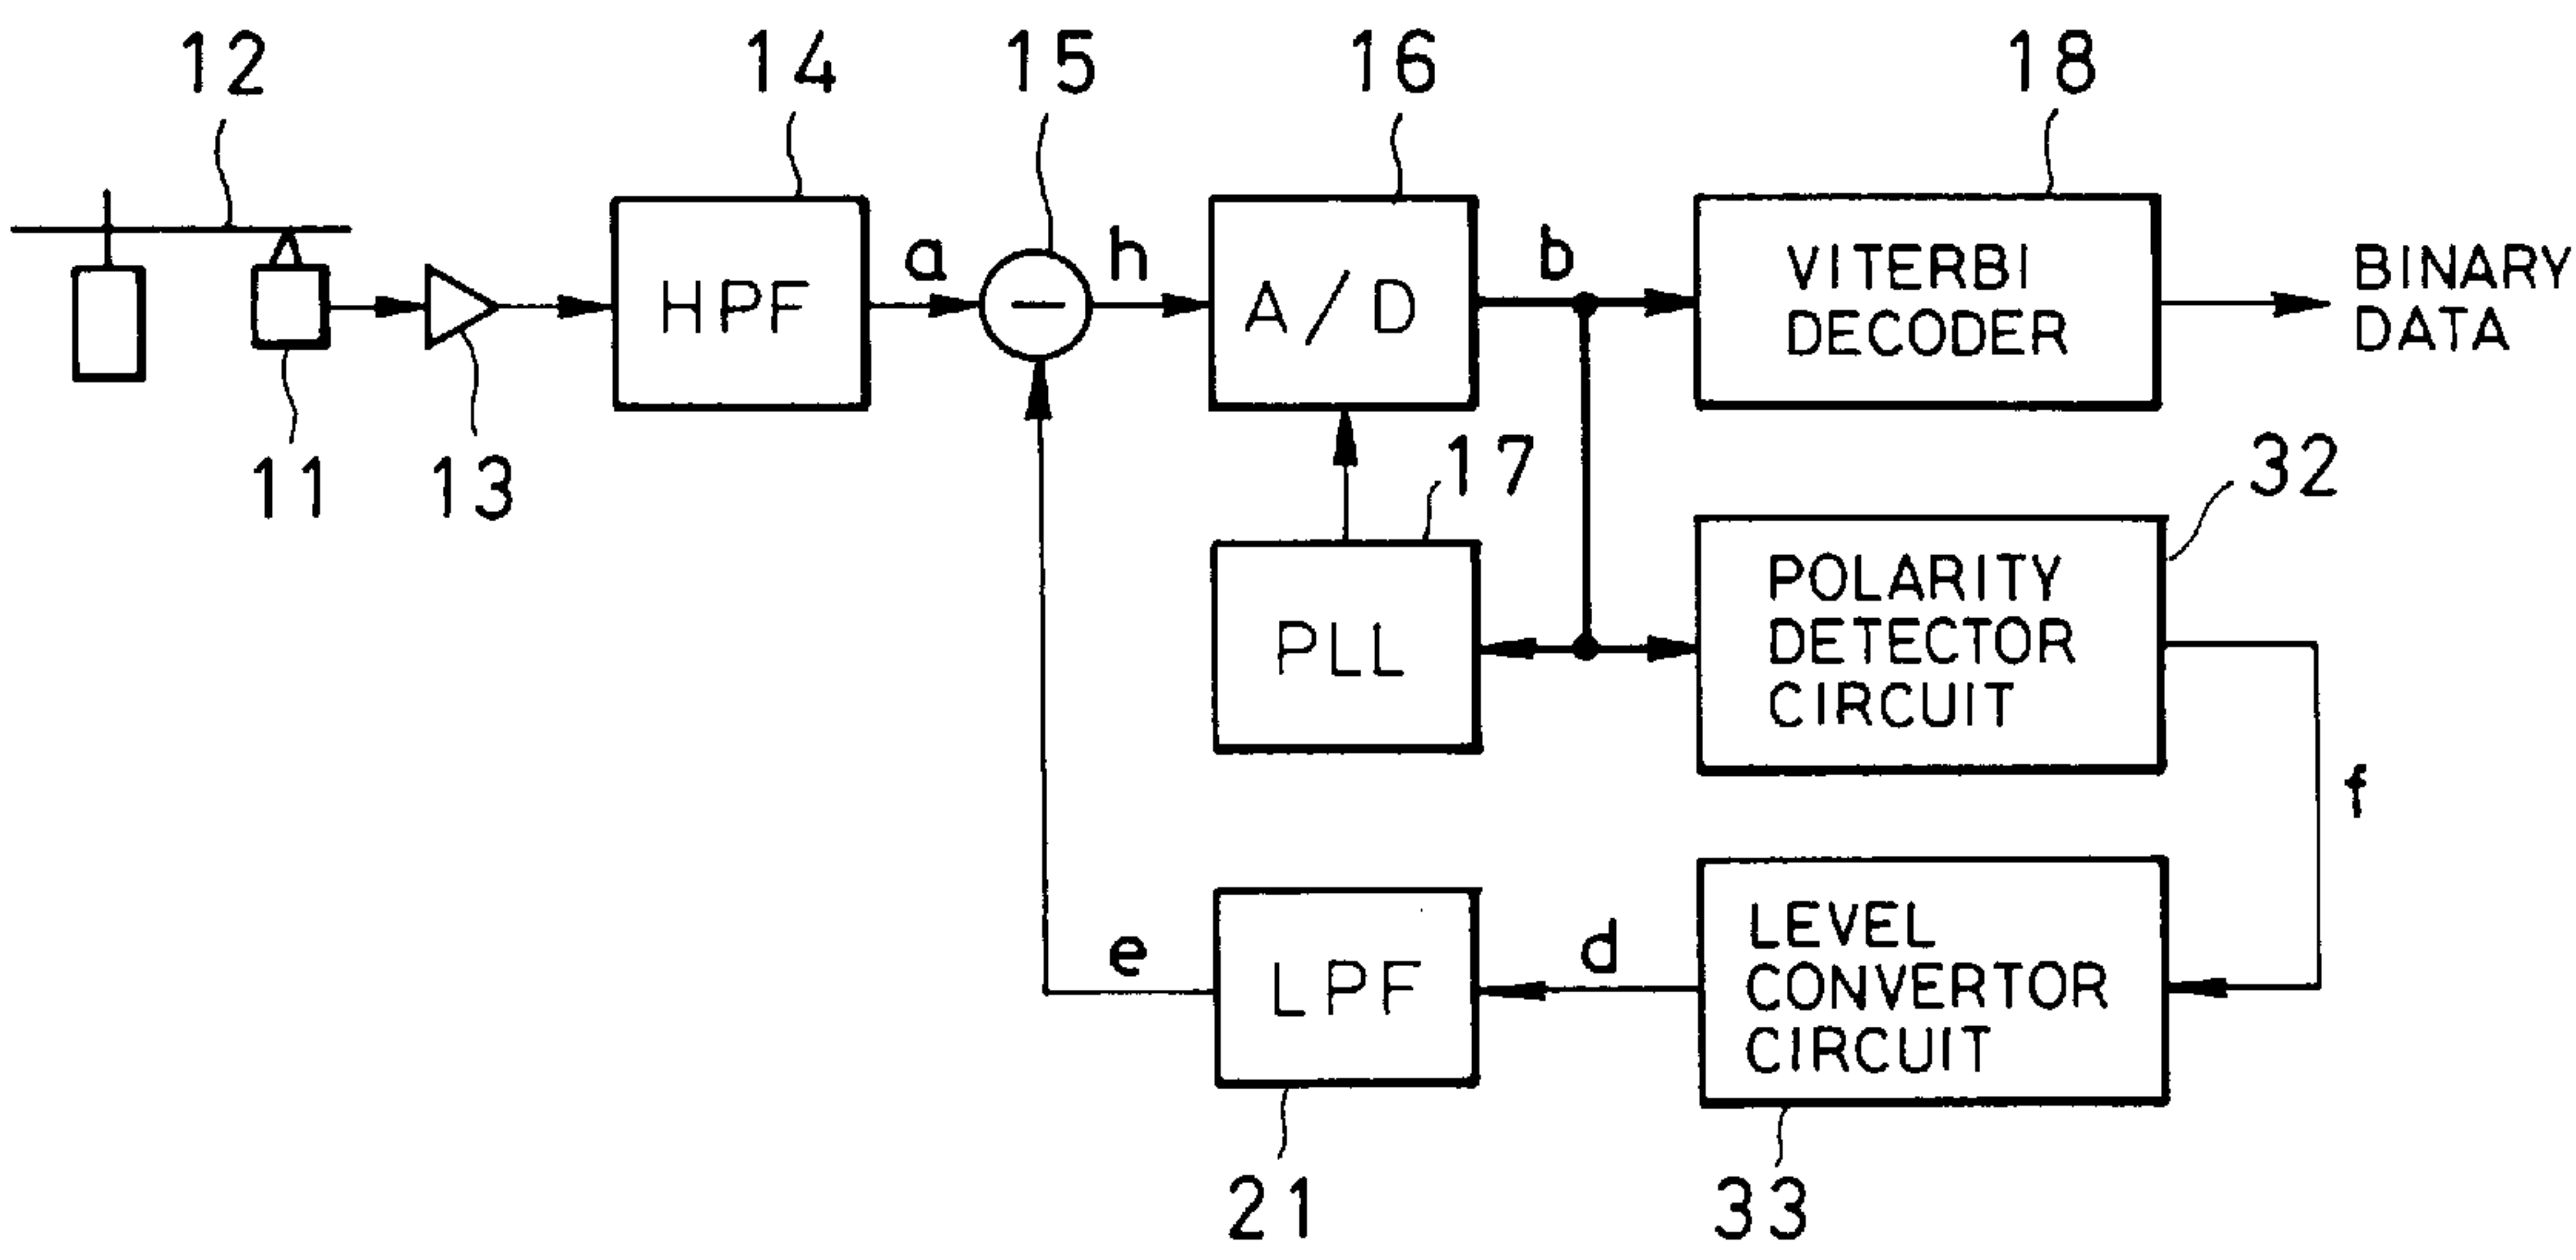 12
14
15
16
18
HPF
a
−
h
A/D
b
VITERBI
DECODER
BINARY
DATA
11
13
17
32
PLL
POLARITY
DETECTOR
CIRCUIT
f
e
LPF
d
LEVEL
CONVERTOR
CIRCUIT
21
33